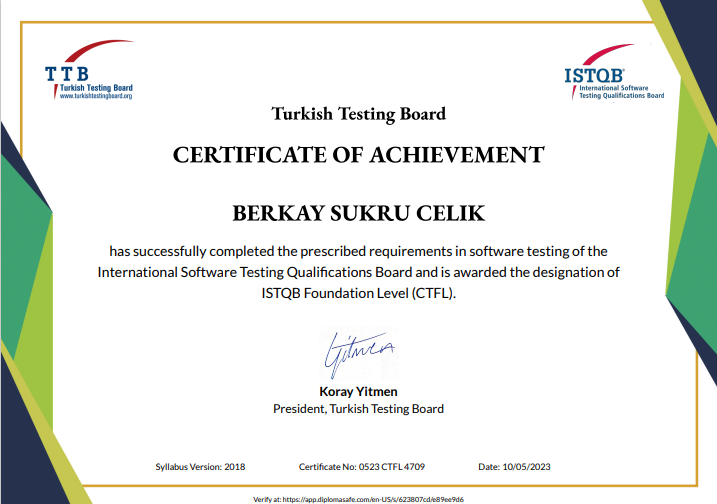 TTB
Turkish Testing Board
www.turkishtestingboard.org
ISTQB®
International Software
Testing Qualifications Board
Turkish Testing Board
CERTIFICATE OF ACHIEVEMENT
BERKAY SUKRU CELIK
has successfully completed the prescribed requirements in software testing of the
International Software Testing Qualifications Board and is awarded the designation of
ISTQB Foundation Level (CTFL).
Yitmen
Koray Yitmen
President, Turkish Testing Board
Syllabus Version: 2018 Certificate No: 0523 CTFL 4709 Date: 10/05/2023
Verify at: https://app.diplomasafe.com/en-US/s/623807cd/e89ee9d6